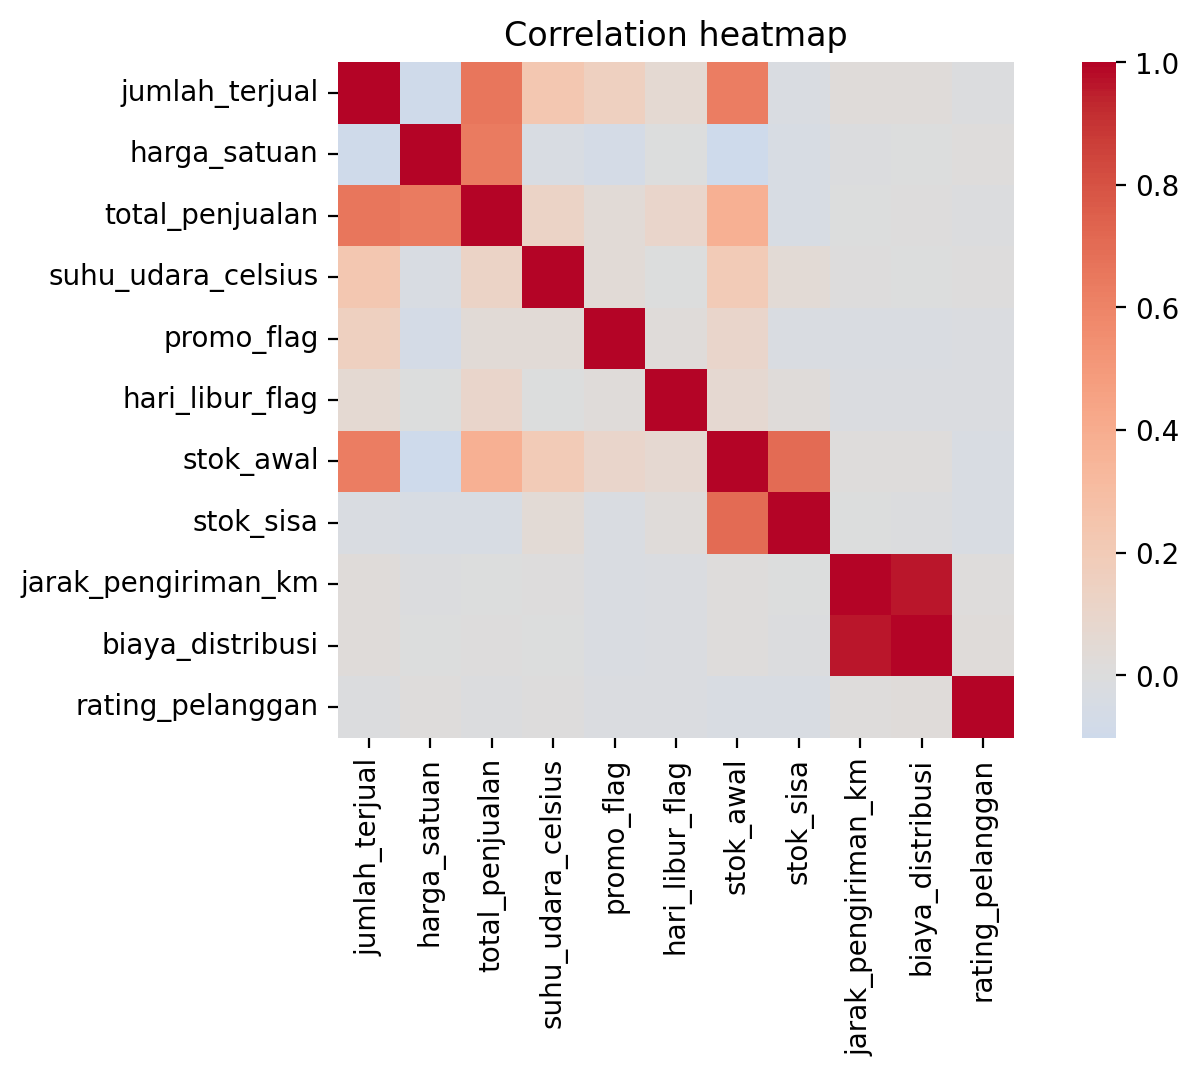 Correlation heatmap
jumlah_terjual
harga_satuan
total_penjualan
suhu_udara_celsius
promo_flag
hari_libur_flag
stok_awal
stok_sisa
jarak_pengiriman_km
biaya_distribusi
rating_pelanggan
jumlah_terjual
harga_satuan
total_penjualan
suhu_udara_celsius
promo_flag
hari_libur_flag
stok_awal
stok_sisa
jarak_pengiriman_km
biaya_distribusi
rating_pelanggan
1.0
0.8
0.6
0.4
0.2
0.0